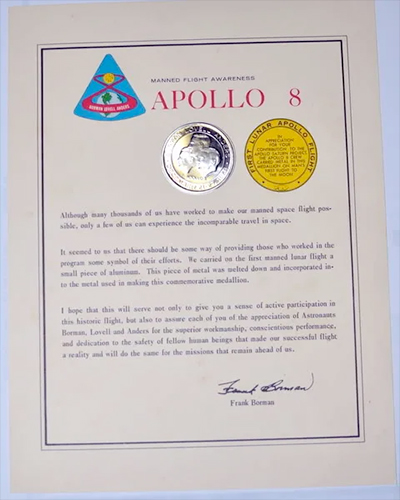 MANNED FLIGHT AWARENESS
APOLLO 8
BORMAN LOVELL ANDERS
FIRST LUNAR APOLLO FLIGHT
IN
APPRECIATION
FOR YOUR
CONTRIBUTION TO THE
APOLLO SATURN PROJECT.
THE APOLLO 8 CREW
CARRIED METAL IN THIS
MEDALLION ON MAN'S
FIRST FLIGHT TO
THE MOON
Although many thousands of us have worked to make our manned space flight pos-
sible, only a few of us can experience the incomparable travel in space.
It seemed to us that there should be some way of providing those who worked in the
program some symbol of their efforts. We carried on the first manned lunar flight a
small piece of aluminum. This piece of metal was melted down and incorporated in-
to the metal used in making this commemorative medallion.
I hope that this will serve not only to give you a sense of active participation in
this historic flight, but also to assure each of you of the appreciation of Astronauts
Borman, Lovell and Anders for the superior workmanship, conscientious performance,
and dedication to the safety of fellow human beings that made our successful flight
a reality and will do the same for the missions that remain ahead of us.
Frank Borman
Frank Borman